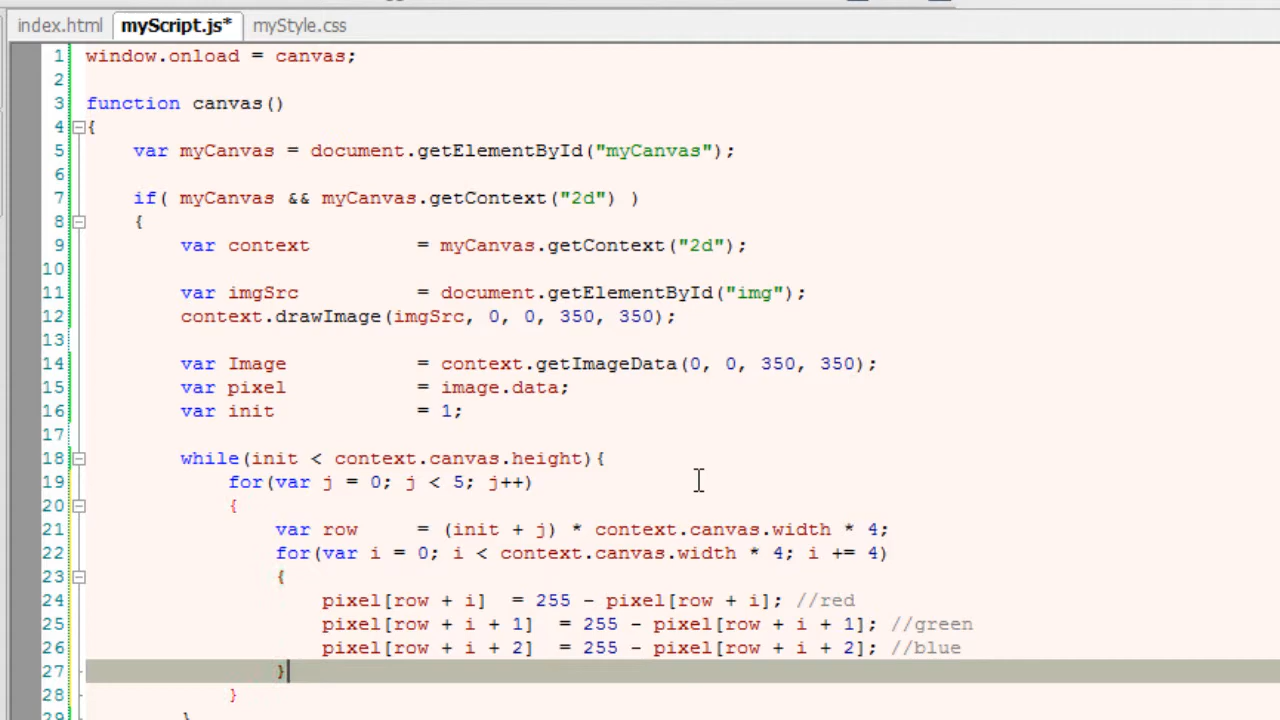 index.html myScript.js* myStyle.css
1 window.onload = canvas;
2
3 function canvas()
4 {
5 var myCanvas = document.getElementById("myCanvas");
6
7 if( myCanvas && myCanvas.getContext("2d") )
8 {
9 var context = myCanvas.getContext("2d");
10
11 var imgSrc = document.getElementById("img");
12 context.drawImage(imgSrc, 0, 0, 350, 350);
13
14 var Image = context.getImageData(0, 0, 350, 350);
15 var pixel = image.data;
16 var init = 1;
17
18 while(init < context.canvas.height){
19 for(var j = 0; j < 5; j++)
20 {
21 var row = (init + j) * context.canvas.width * 4;
22 for(var i = 0; i < context.canvas.width * 4; i += 4)
23 {
24 pixel[row + i] = 255 - pixel[row + i]; //red
25 pixel[row + i + 1] = 255 - pixel[row + i + 1]; //green
26 pixel[row + i + 2] = 255 - pixel[row + i + 2]; //blue
27 }
28 }
29 }